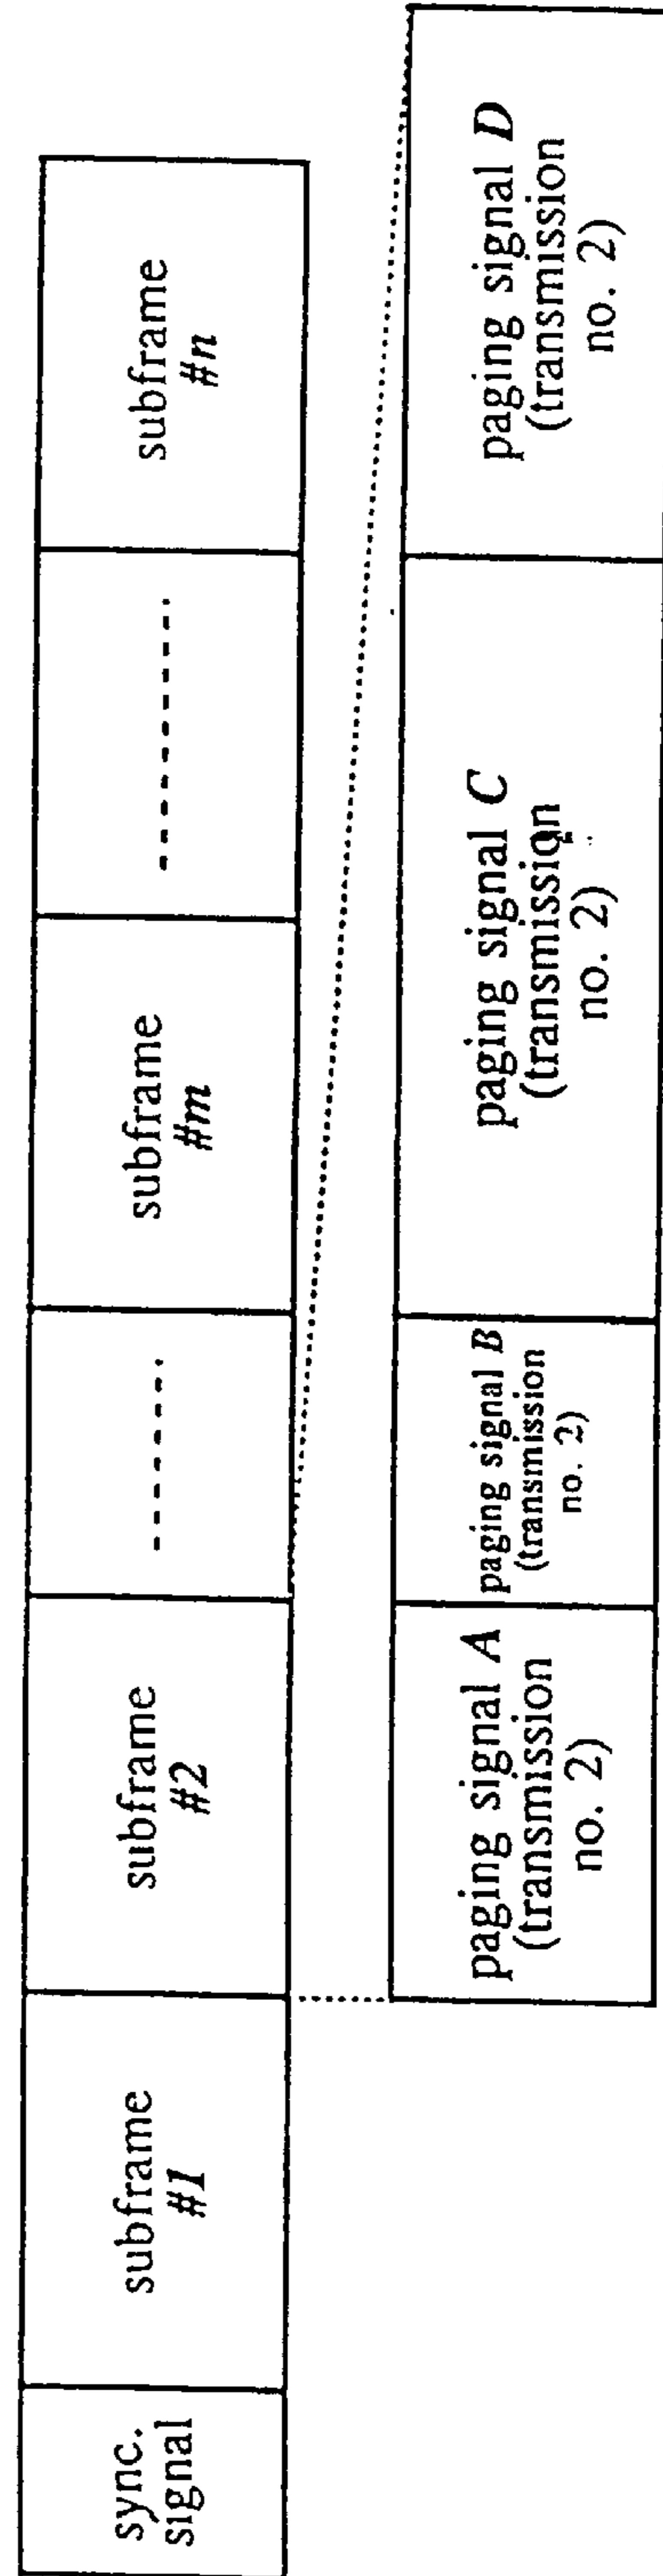 sync.
signal
subframe
#1
subframe
#2
subframe
#m
subframe
#n
paging signal A
(transmission
no. 2)
paging signal B
(transmission
no. 2)
paging signal C
(transmission
no. 2)
paging signal D
(transmission
no. 2)